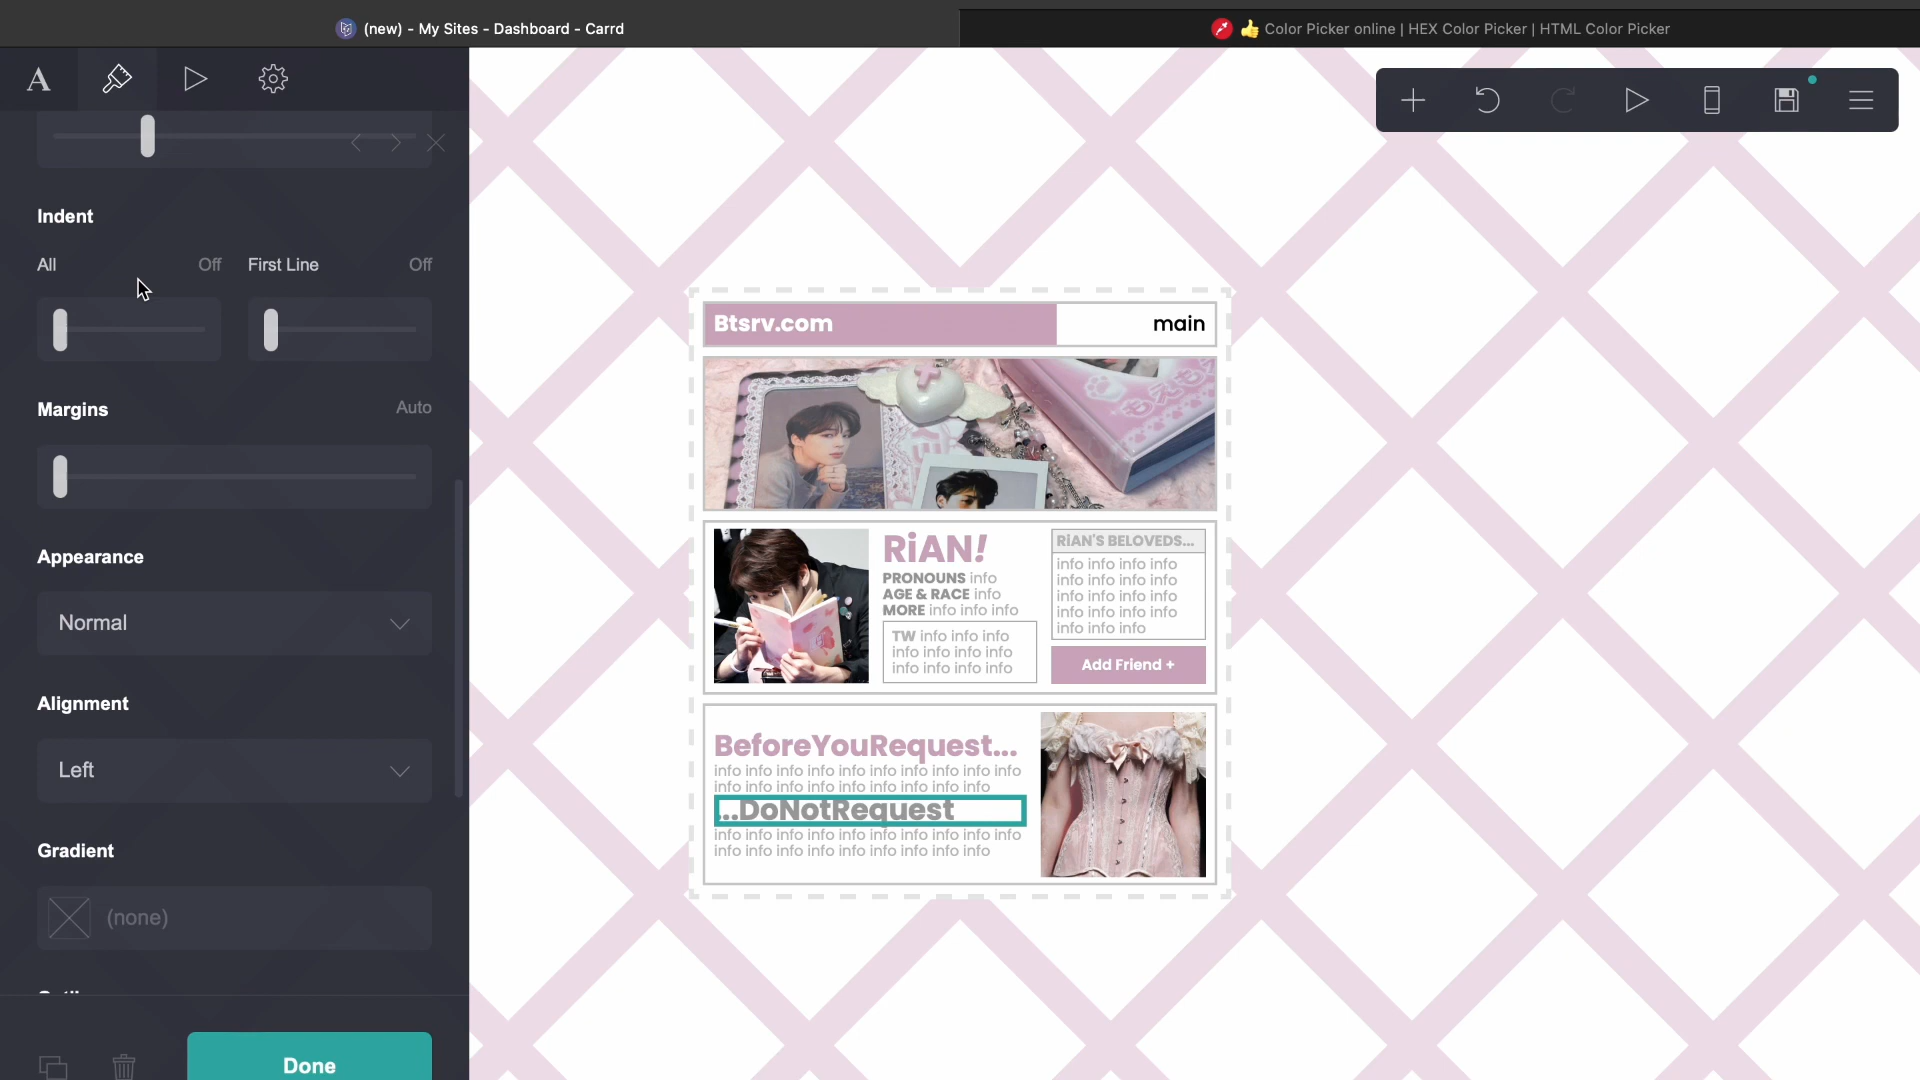 (new) - My Sites - Dashboard - Carrd
👍 Color Picker online | HEX Color Picker | HTML Color Picker
A
Indent
All Off First Line Off
Margins Auto
Appearance
Normal
Alignment
Left
Gradient
(none)
Done
Btsrv.com
main
RiAN!
PRONOUNS info
AGE & RACE info
MORE info info info
TW info info info
info info info info
info info info info
RiAN'S BELOVEDS...
info info info info
info info info info
info info info info
info info info info
info info info
Add Friend +
BeforeYouRequest...
info info info info info info info info info info
info info info info info info info info info
...DoNotRequest
info info info info info info info info info info
info info info info info info info info info